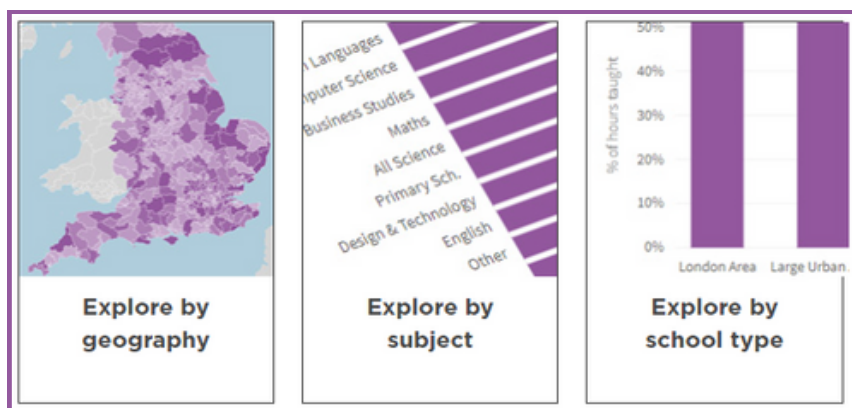 n Languages
mputer Science
Business Studies
Maths
All Science
Primary Sch.
Design & Technology
English
Other
% of hours taught
50%
40%
30%
20%
10%
0%
London Area
Large Urban.
Explore by
geography
Explore by
subject
Explore by
school type